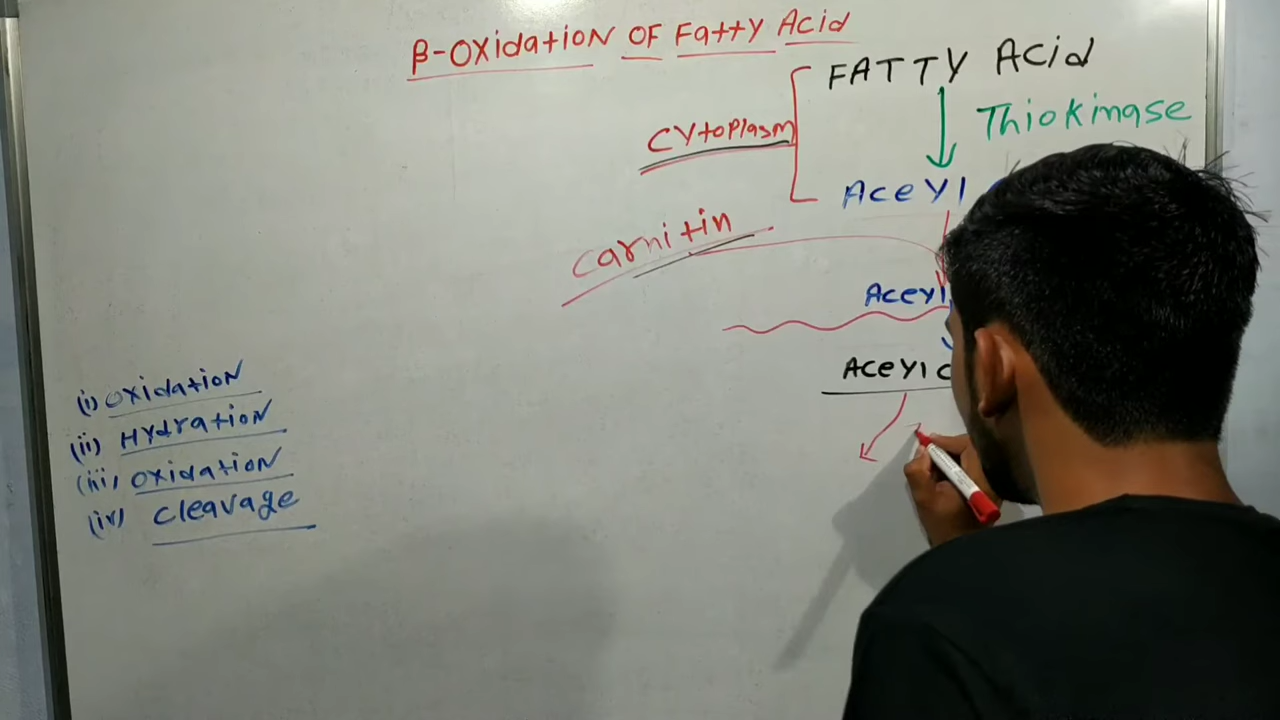 β-Oxidation OF Fatty Acid
FATTY Acid
Thiokinase
Cytoplasm
Aceyl
Carnitin
Aceyl
Aceyl
(i) Oxidation
(ii) Hydration
(iii) Oxidation
(iv) Cleavage